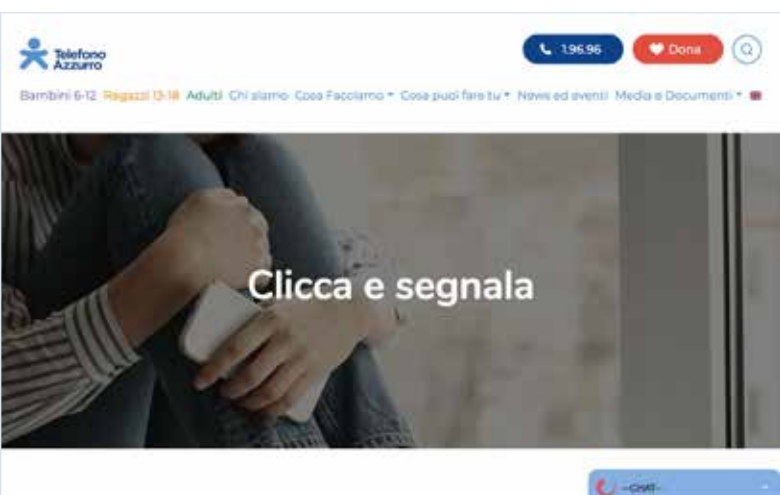 Telefono
Azzurro
1.96.96
Dona
Bambini 6-12 Ragazzi 13-18 Adulti Chi siamo Cosa Facciamo Cosa puoi fare tu News ed eventi Media e Documenti
Clicca e segnala
-CHAT-